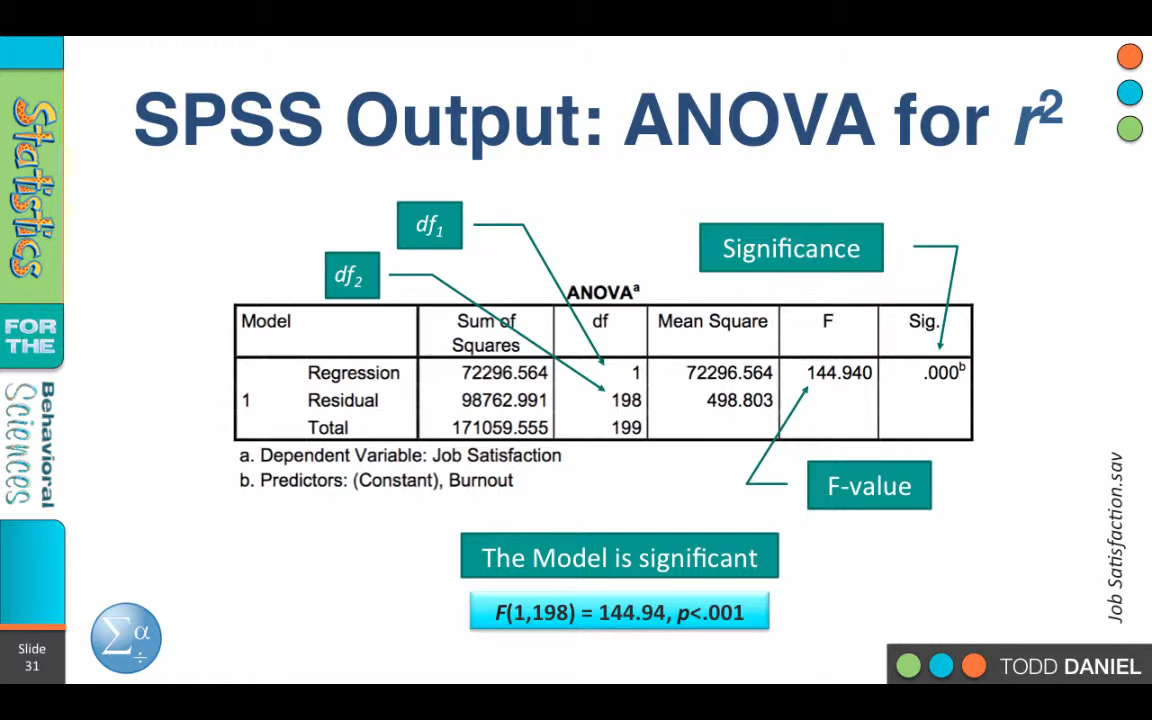 SPSS Output: ANOVA for r²
Statistics
FOR
THE
Behavioral
Sciences
df₁
df₂
Significance
ANOVAᵃ
Model Sum of Squares df Mean Square F Sig.
Regression 72296.564 1 72296.564 144.940 .000ᵇ
1 Residual 98762.991 198 498.803
Total 171059.555 199
a. Dependent Variable: Job Satisfaction
b. Predictors: (Constant), Burnout
F-value
The Model is significant
F(1,198) = 144.94, p<.001
Job Satisfaction.sav
Σ α ÷
Slide
31
TODD DANIEL